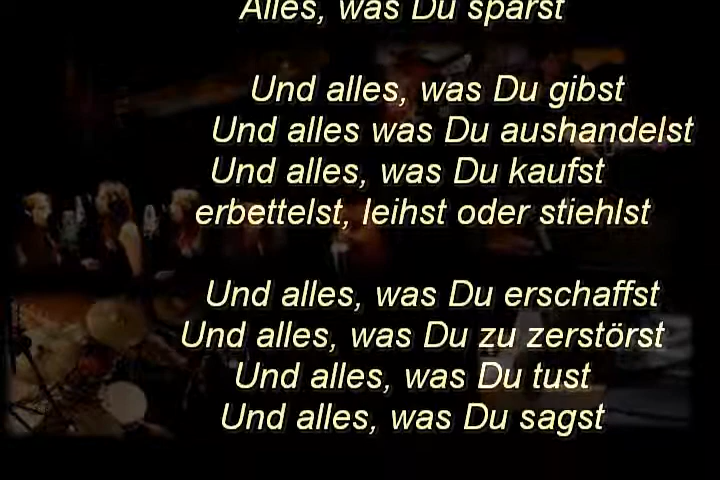 Alles, was Du sparst
Und alles, was Du gibst
Und alles was Du aushandelst
Und alles, was Du kaufst
erbettelst, leihst oder stiehlst
Und alles, was Du erschaffst
Und alles, was Du zu zerstörst
Und alles, was Du tust
Und alles, was Du sagst